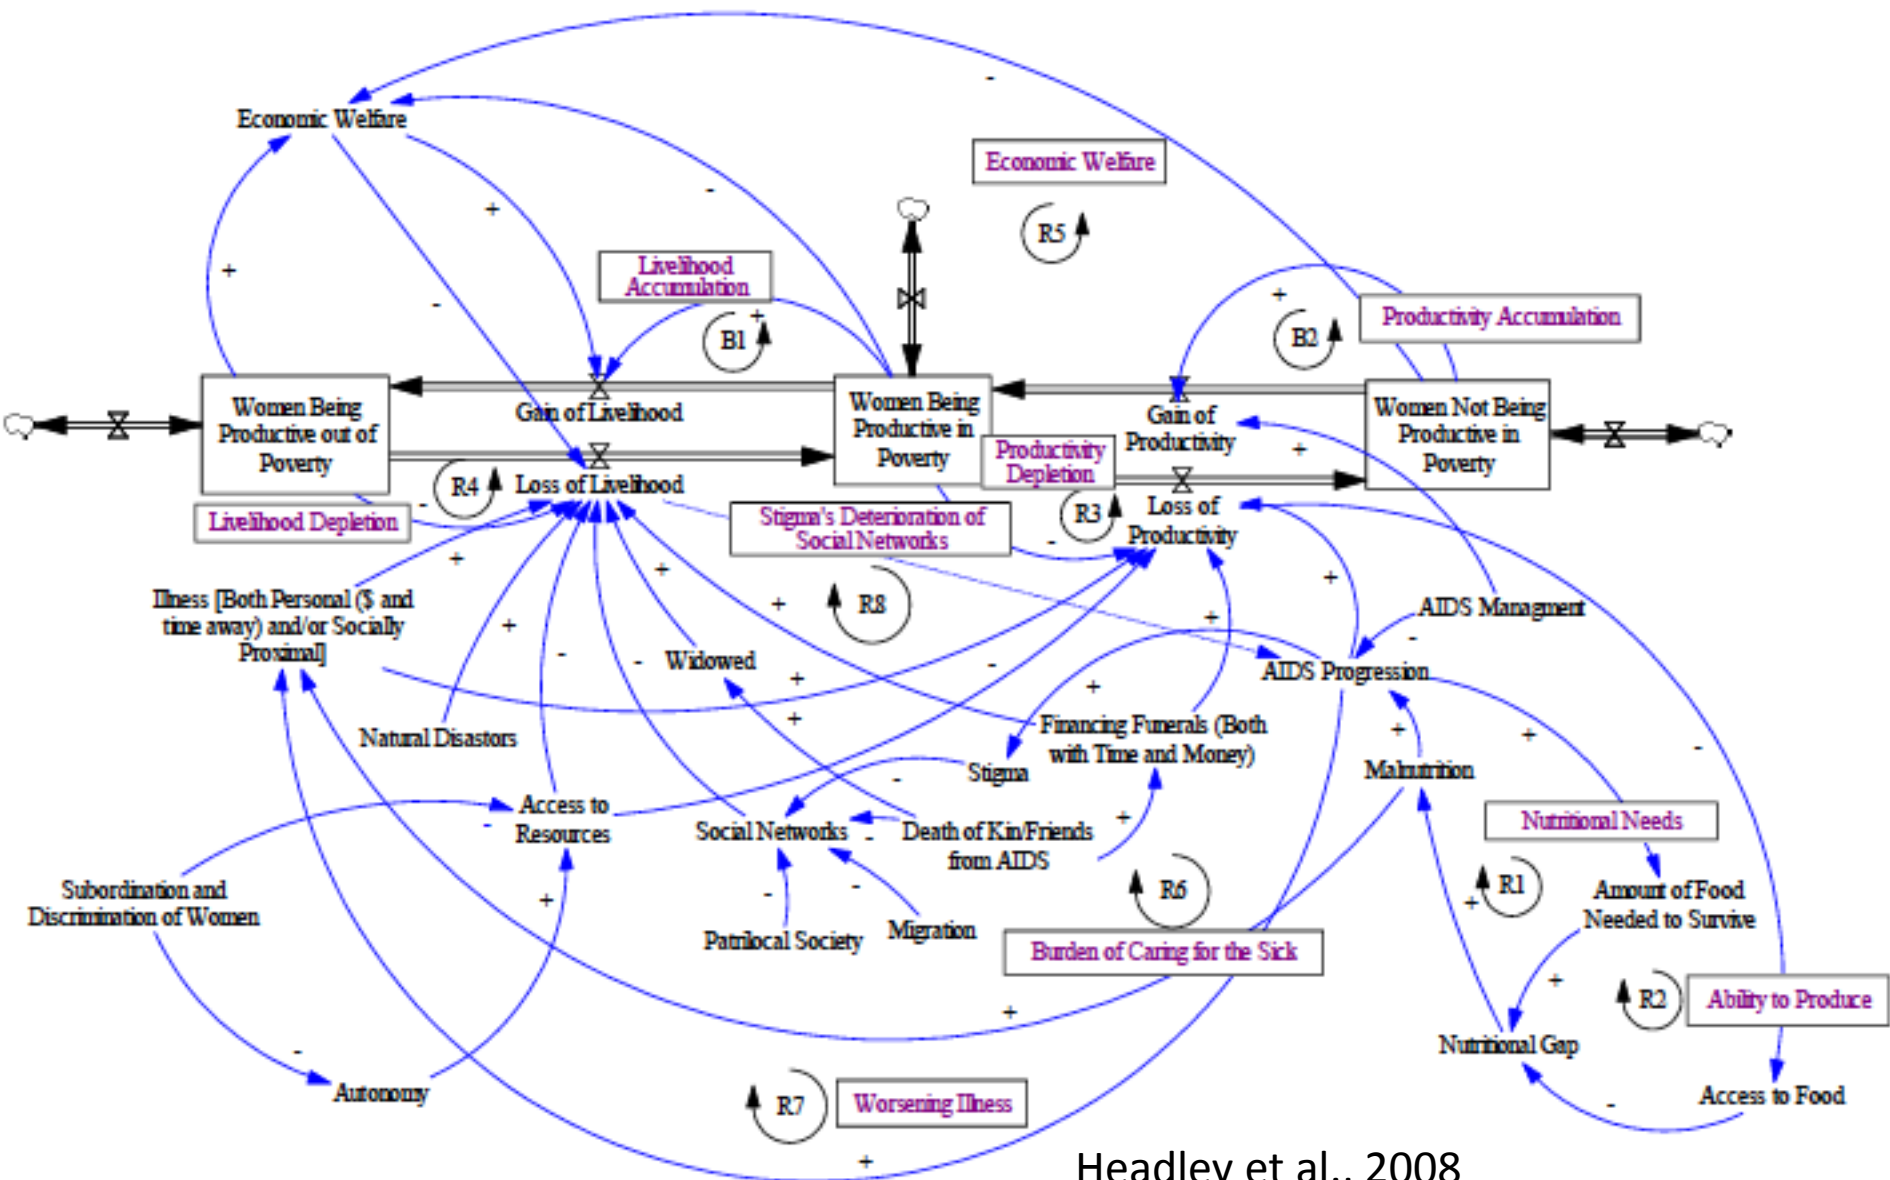 Economic Welfare
-
Economic Welfare
-
+
R5
+
Livelihood
Accumulation
+
-
B1
+
B2
Productivity Accumulation
Women Being
Productive out of
Poverty
Gain of Livelihood
Women Being
Productive in
Poverty
Gain of
Productivity
Women Not Being
Productive in
Poverty
+
Productivity
Depletion
R4
Loss of Livelihood
-
Livelihood Depletion
Stigma's Deterioration of
Social Networks
R3
Loss of
Productivity
-
+
+
+
Illness [Both Personal ($ and
time away) and/or Socially
Proximal]
+
R8
+
AIDS Managment
+
-
-
-
Widowed
-
AIDS Progression
+
+
+
Natural Disastors
Financing Funerals (Both
with Time and Money)
+
+
-
Stigma
Malnutrition
-
Access to
Resources
-
Social Networks
-
Death of Kin/Friends
from AIDS
+
Nutritional Needs
Subordination and
Discrimination of Women
+
-
-
R6
R1
+
Amount of Food
Needed to Survive
Patrilocal Society
Migration
Burden of Caring for the Sick
+
+
R2
Ability to Produce
-
Nutritional Gap
Autonomy
R7
Worsening Illness
-
Access to Food
+
Headley et al., 2008